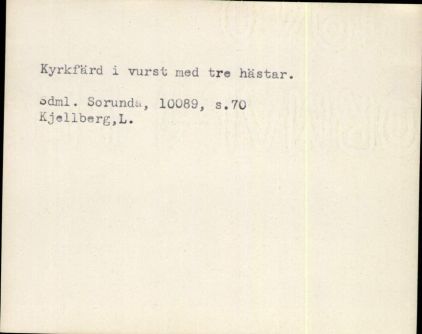 Kyrkfärd i vurst med tre hästar.
Sdml. Sorunda, 10089, s.70
Kjellberg,L.